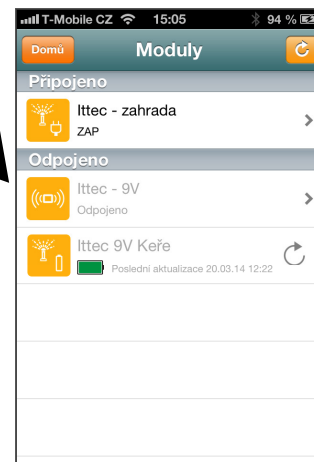 T-Mobile CZ 15:05 94 %
Domů Moduly
Připojeno
Ittec - zahrada
ZAP
Odpojeno
Ittec - 9V
Odpojeno
Ittec 9V Keře
Poslední aktualizace 20.03.14 12:22